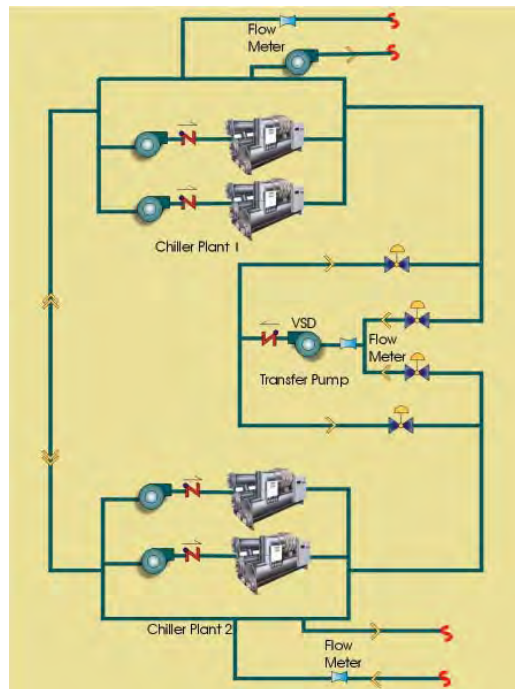 Flow
Meter
Chiller Plant 1
VSD
Flow
Meter
Transfer Pump
Chiller Plant 2
Flow
Meter